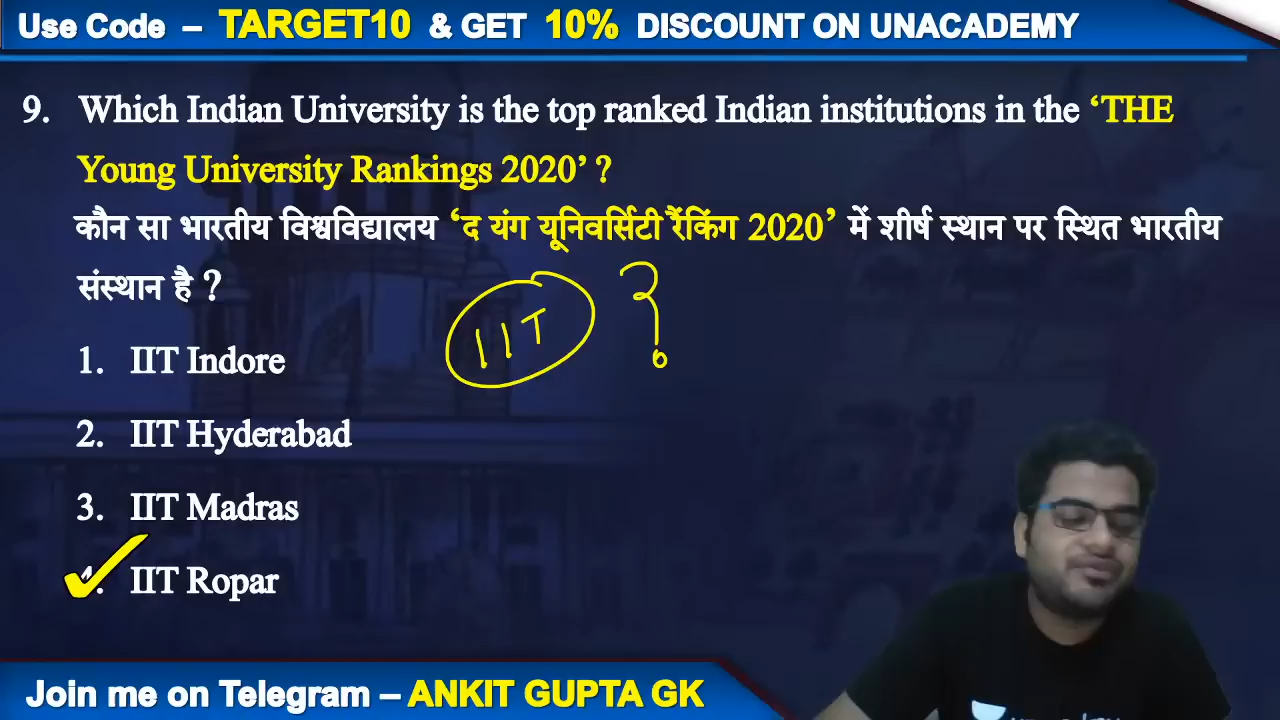 Use Code – TARGET10 & GET 10% DISCOUNT ON UNACADEMY
9. Which Indian University is the top ranked Indian institutions in the ‘THE
Young University Rankings 2020’ ?
कौन सा भारतीय विश्वविद्यालय ‘द यंग यूनिवर्सिटी रैंकिंग 2020’ में शीर्ष स्थान पर स्थित भारतीय
संस्थान है ?
IIT ?
1. IIT Indore
2. IIT Hyderabad
3. IIT Madras
IIT Ropar
Join me on Telegram – ANKIT GUPTA GK